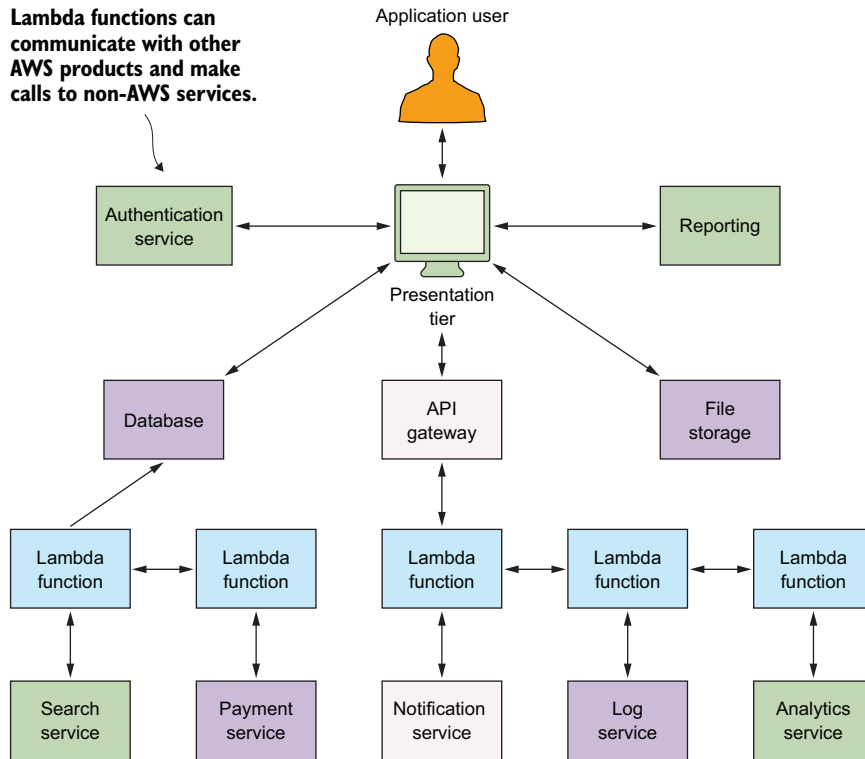 Lambda functions can
communicate with other
AWS products and make
calls to non-AWS services.
Application user
Authentication
service
Reporting
Presentation
tier
Database
API
gateway
File
storage
Lambda
function
Lambda
function
Lambda
function
Lambda
function
Lambda
function
Search
service
Payment
service
Notification
service
Log
service
Analytics
service